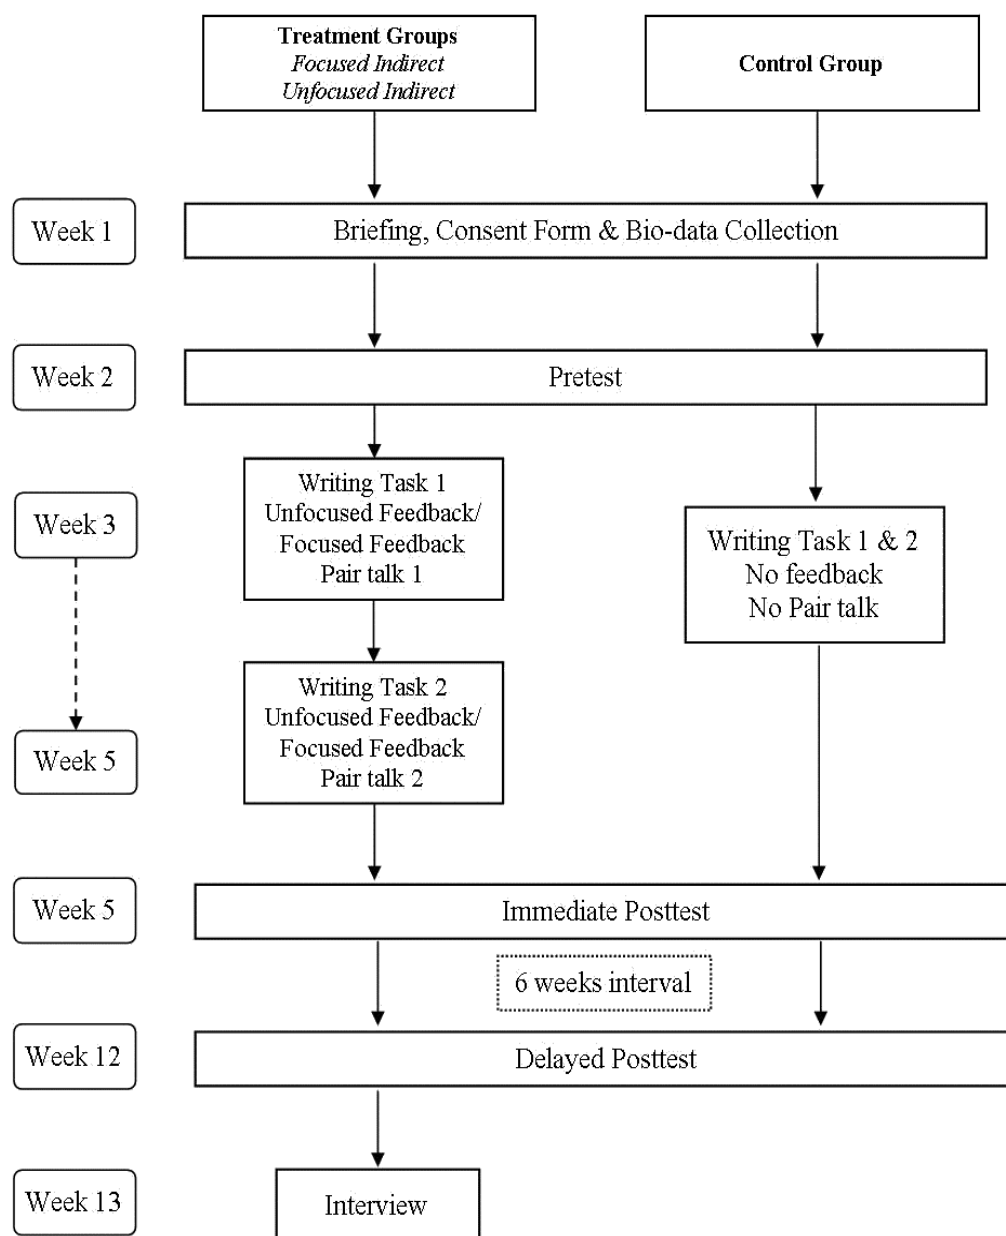 Treatment Groups
Focused Indirect
Unfocused Indirect
Control Group
Week 1
Briefing, Consent Form & Bio-data Collection
Week 2
Pretest
Week 3
Writing Task 1
Unfocused Feedback/
Focused Feedback
Pair talk 1
Writing Task 1 & 2
No feedback
No Pair talk
Writing Task 2
Unfocused Feedback/
Focused Feedback
Pair talk 2
Week 5
Week 5
Immediate Posttest
6 weeks interval
Week 12
Delayed Posttest
Week 13
Interview